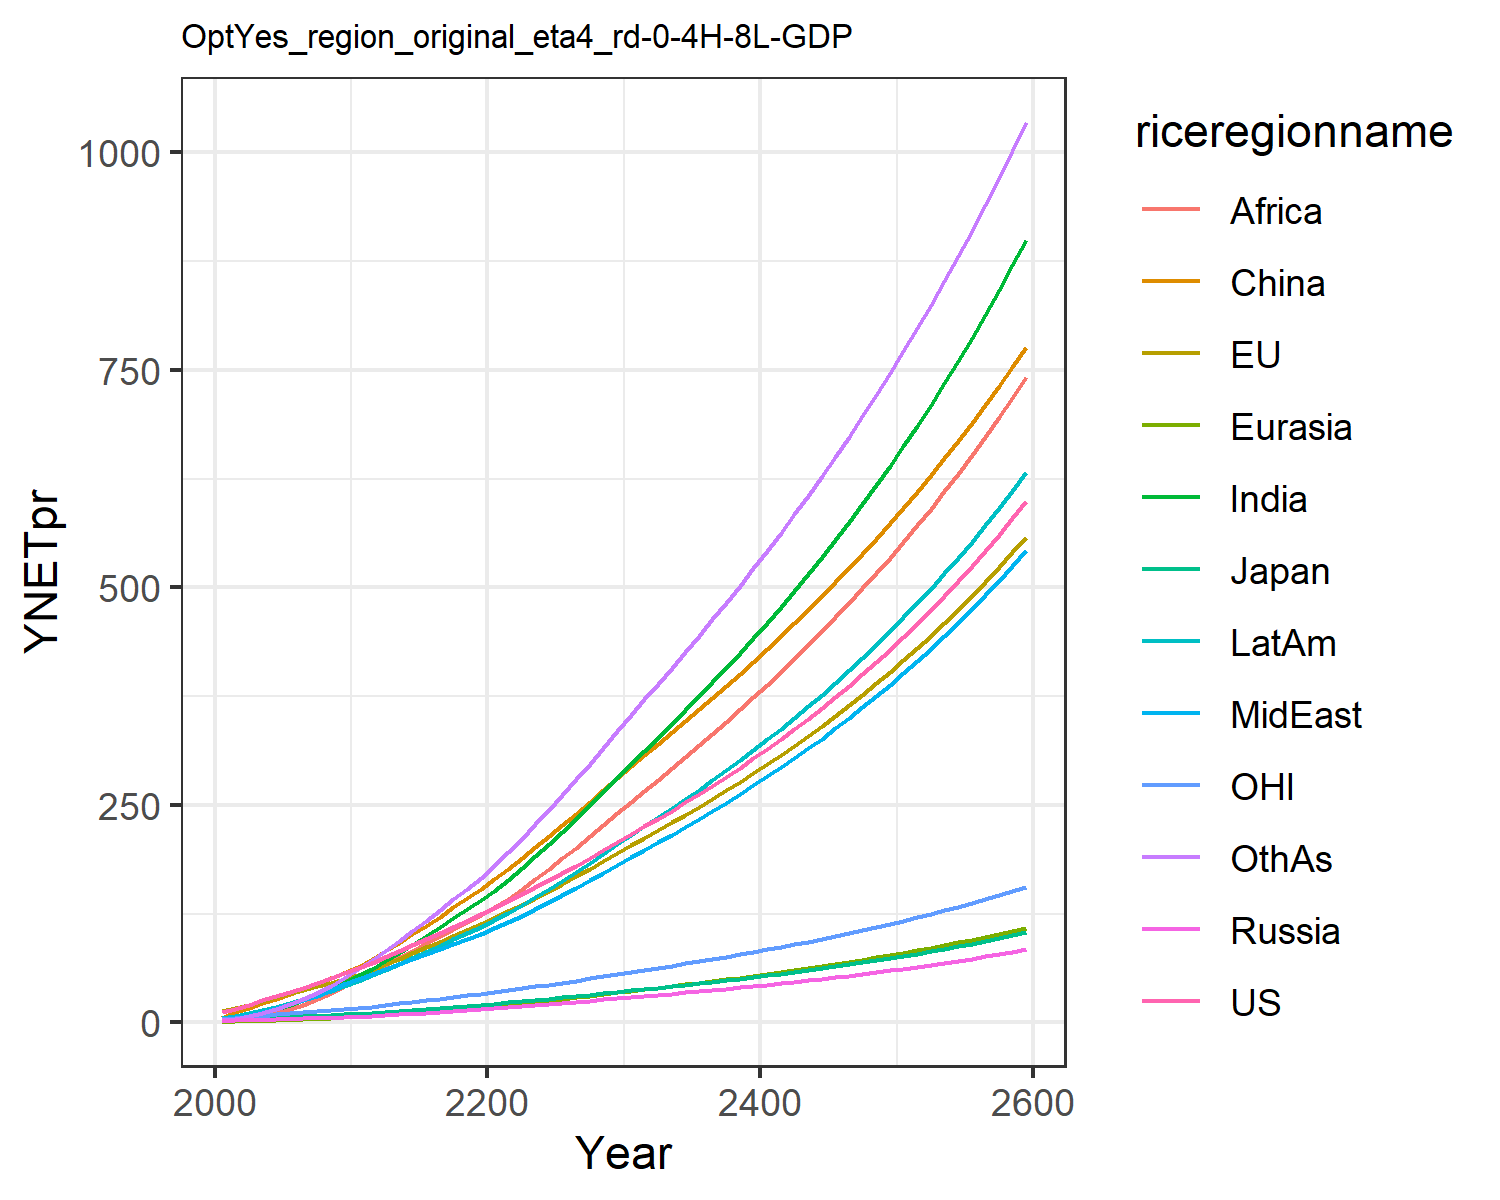 OptYes_region_original_eta4_rd-0-4H-8L-GDP
YNETpr
1000
750
500
250
0
2000 2200 2400 2600
Year
riceregionname
Africa
China
EU
Eurasia
India
Japan
LatAm
MidEast
OHI
OthAs
Russia
US